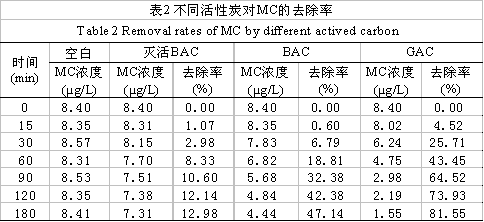 表2 不同活性炭对MC的去除率
Table 2 Removal rates of MC by different actived carbon
时间 (min) 空白 灭活BAC BAC GAC
MC浓度 (μg/L) MC浓度 (μg/L) 去除率 (%) MC浓度 (μg/L) 去除率 (%) MC浓度 (μg/L) 去除率 (%)
0 8.40 8.40 0.00 8.40 0.00 8.40 0.00
15 8.35 8.31 1.07 8.35 0.60 8.02 4.52
30 8.57 8.15 2.98 7.83 6.79 6.24 25.71
60 8.31 7.70 8.33 6.82 18.81 4.75 43.45
90 8.53 7.51 10.60 5.68 32.38 2.98 64.52
120 8.35 7.38 12.14 4.84 42.38 2.19 73.93
180 8.41 7.31 12.98 4.44 47.14 1.55 81.55